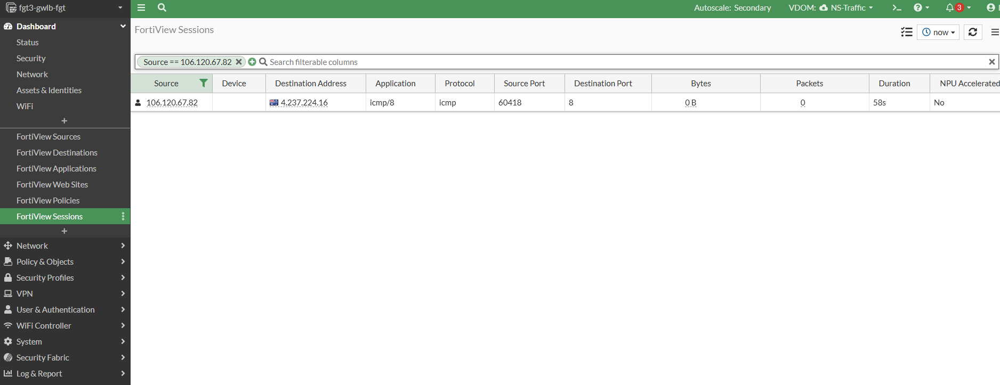 fgt3-gwlb-fgt
Autoscale: Secondary VDOM: NS-Traffic 3
Dashboard
Status
Security
Network
Assets & Identities
WiFi
+
FortiView Sources
FortiView Destinations
FortiView Applications
FortiView Web Sites
FortiView Policies
FortiView Sessions
+
Network
Policy & Objects
Security Profiles
VPN
User & Authentication
WiFi Controller
System
Security Fabric
Log & Report
FortiView Sessions
now
Source == 106.120.67.82 Search filterable columns
Source Device Destination Address Application Protocol Source Port Destination Port Bytes Packets Duration NPU Accelerated
106.120.67.82 4.237.224.16 icmp/8 icmp 60418 8 0 B 0 58s No